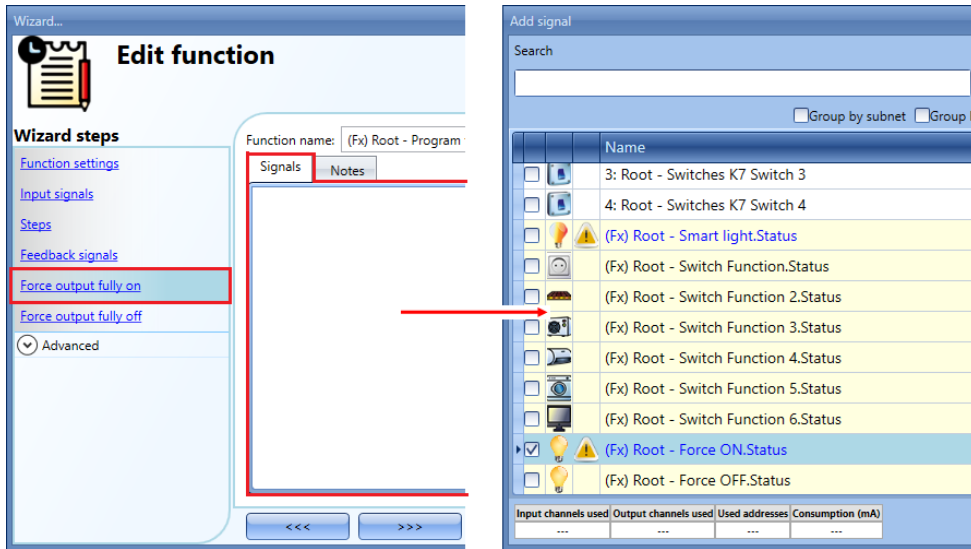 Wizard...
Edit function
Wizard steps
Function settings
Input signals
Steps
Feedback signals
Force output fully on
Force output fully off
Advanced
Function name: (Fx) Root - Program
Signals Notes
<<< >>>
Add signal
Search
Group by subnet Group
Name
3: Root - Switches K7 Switch 3
4: Root - Switches K7 Switch 4
(Fx) Root - Smart light.Status
(Fx) Root - Switch Function.Status
(Fx) Root - Switch Function 2.Status
(Fx) Root - Switch Function 3.Status
(Fx) Root - Switch Function 4.Status
(Fx) Root - Switch Function 5.Status
(Fx) Root - Switch Function 6.Status
(Fx) Root - Force ON.Status
(Fx) Root - Force OFF.Status
Input channels used Output channels used Used addresses Consumption (mA)
--- --- --- ---